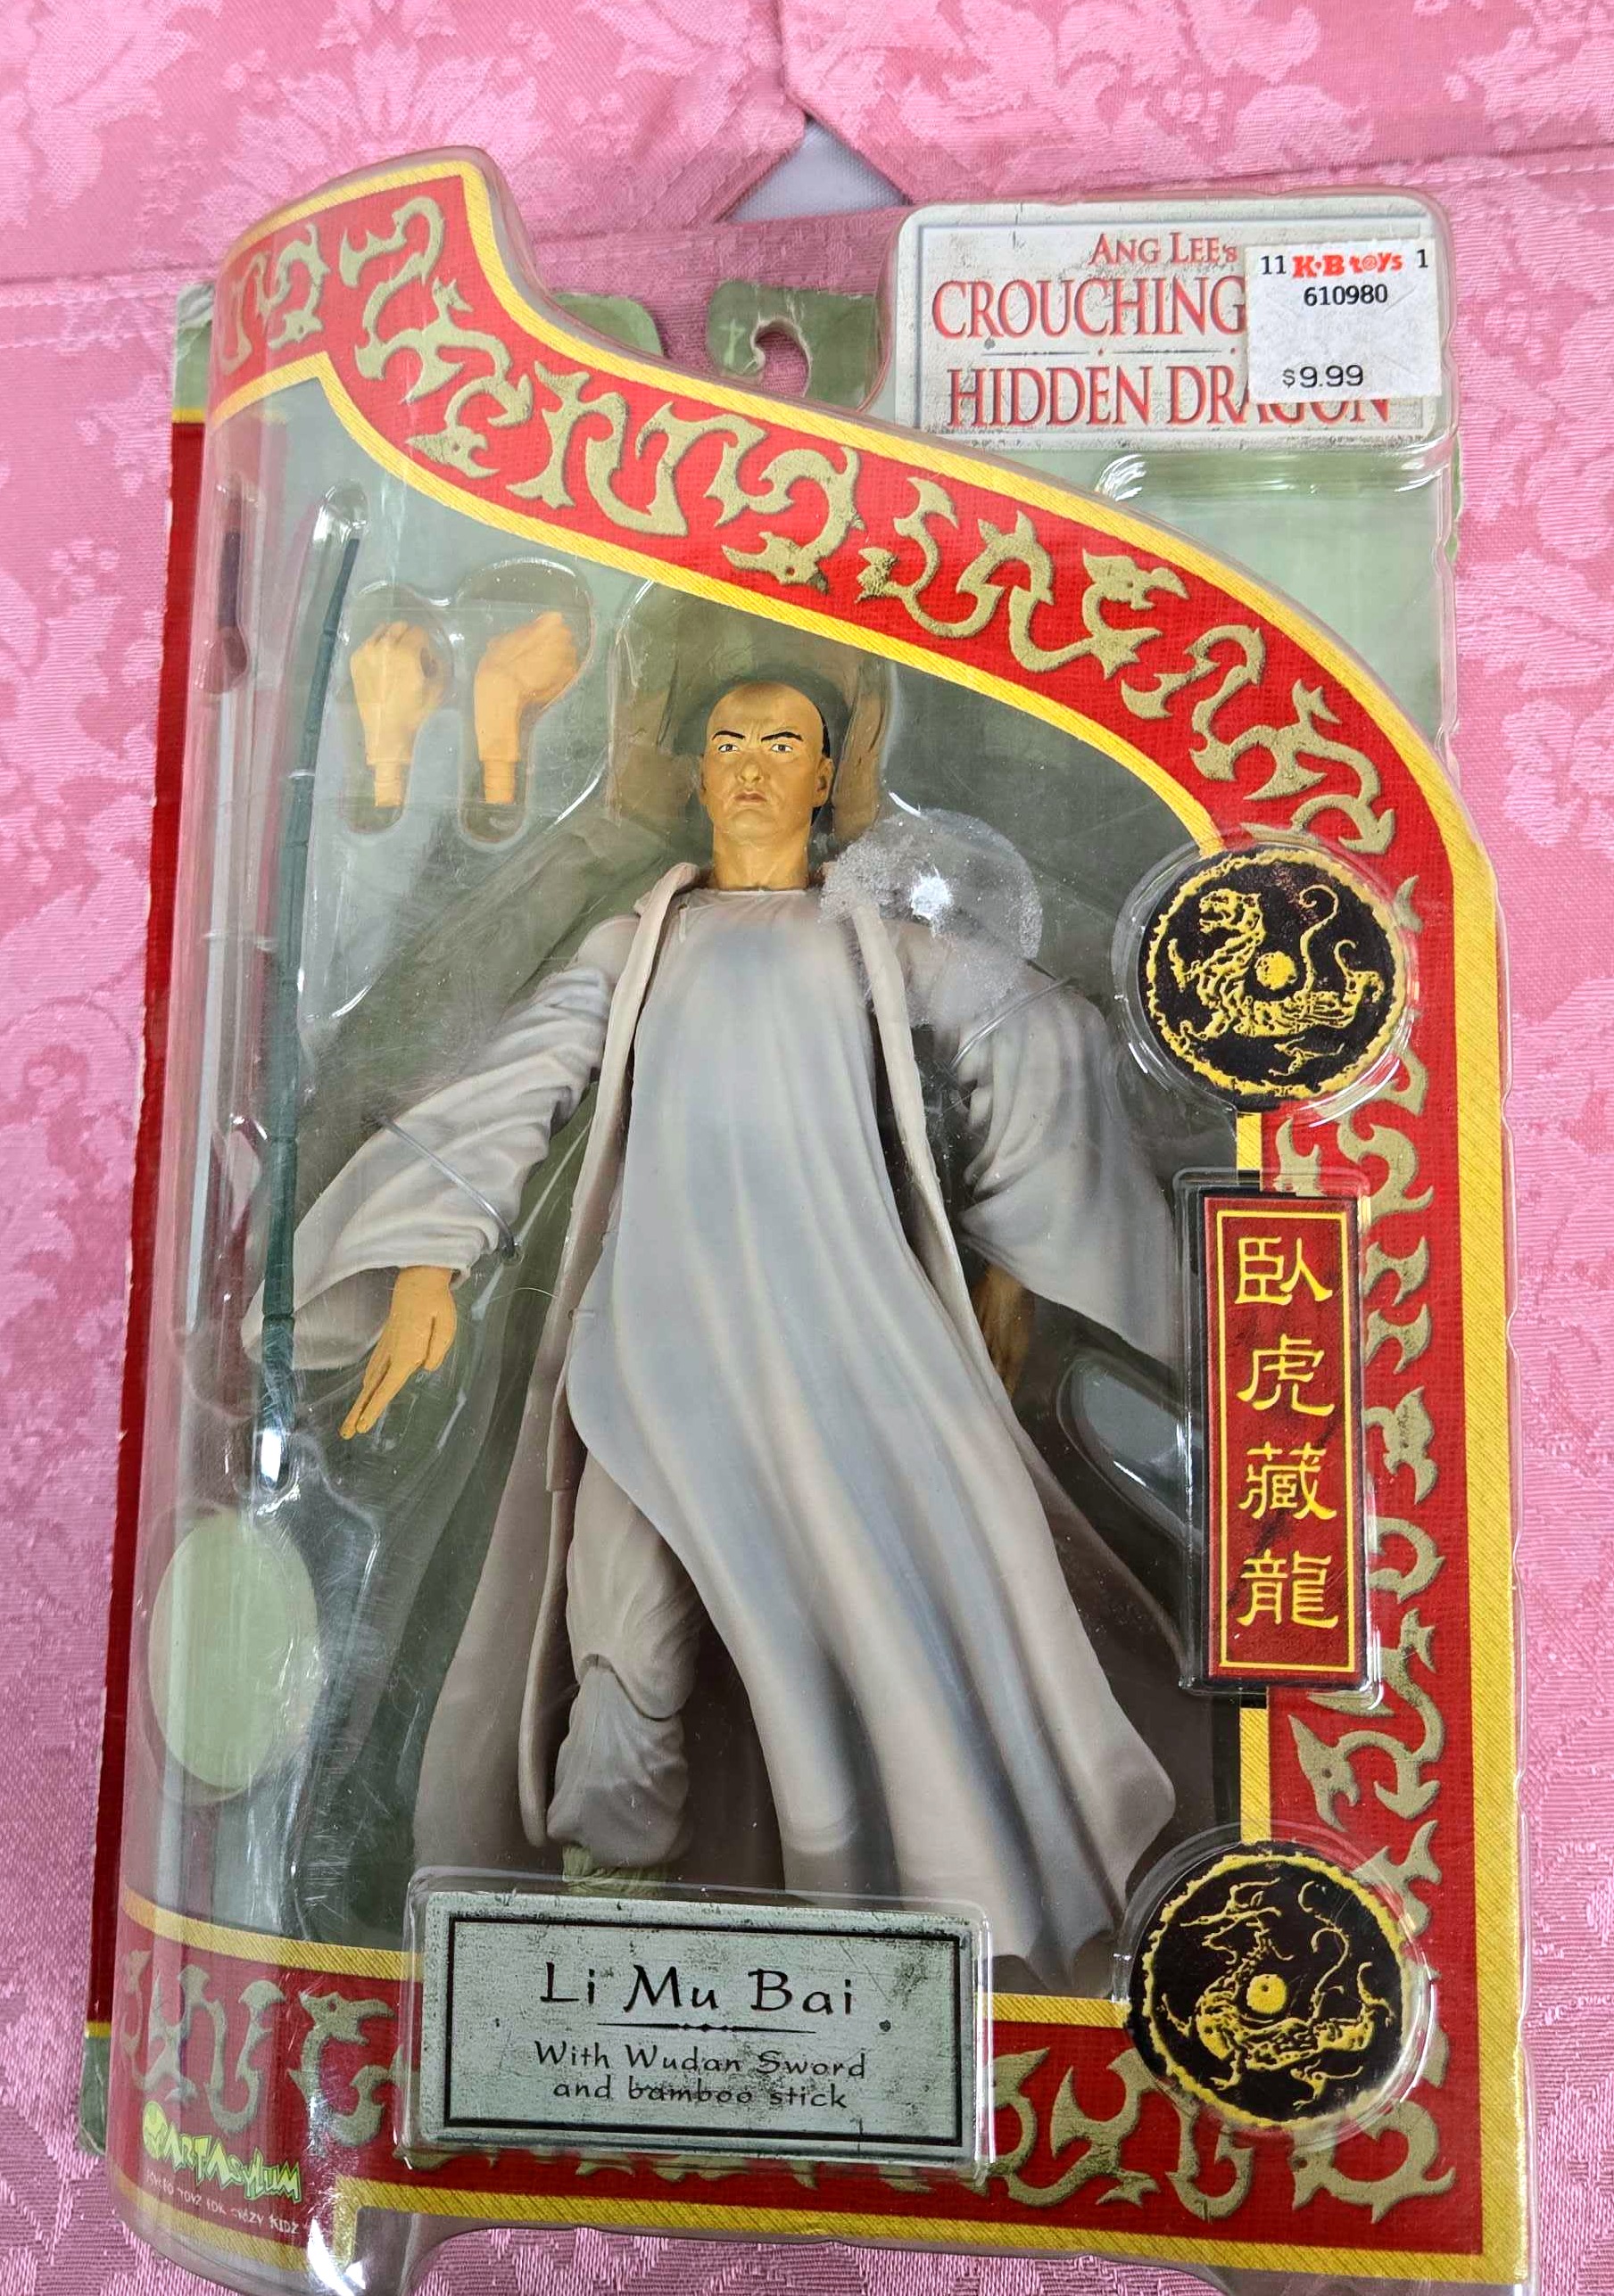 ANG LEE's
CROUCHING
HIDDEN DRAGON
11 K·B toys 1
610980
$9.99
臥
虎
藏
龍
Li Mu Bai
With Wudan Sword
and bamboo stick
ARTASYLUM